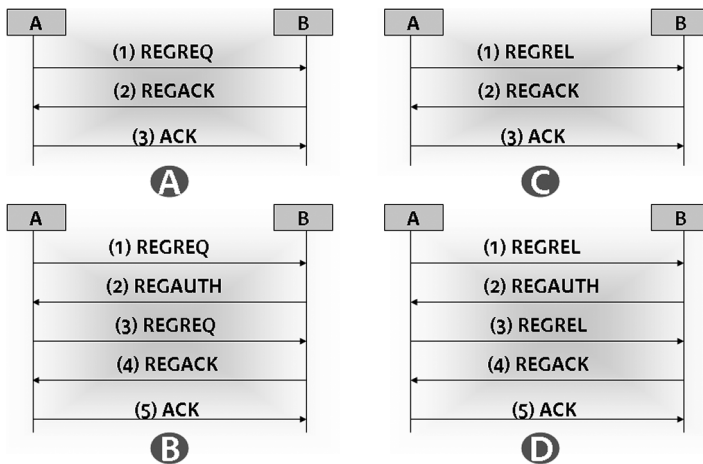 A B
(1) REGREQ
(2) REGACK
(3) ACK
A
A B
(1) REGREL
(2) REGACK
(3) ACK
C
A B
(1) REGREQ
(2) REGAUTH
(3) REGREQ
(4) REGACK
(5) ACK
B
A B
(1) REGREL
(2) REGAUTH
(3) REGREL
(4) REGACK
(5) ACK
D